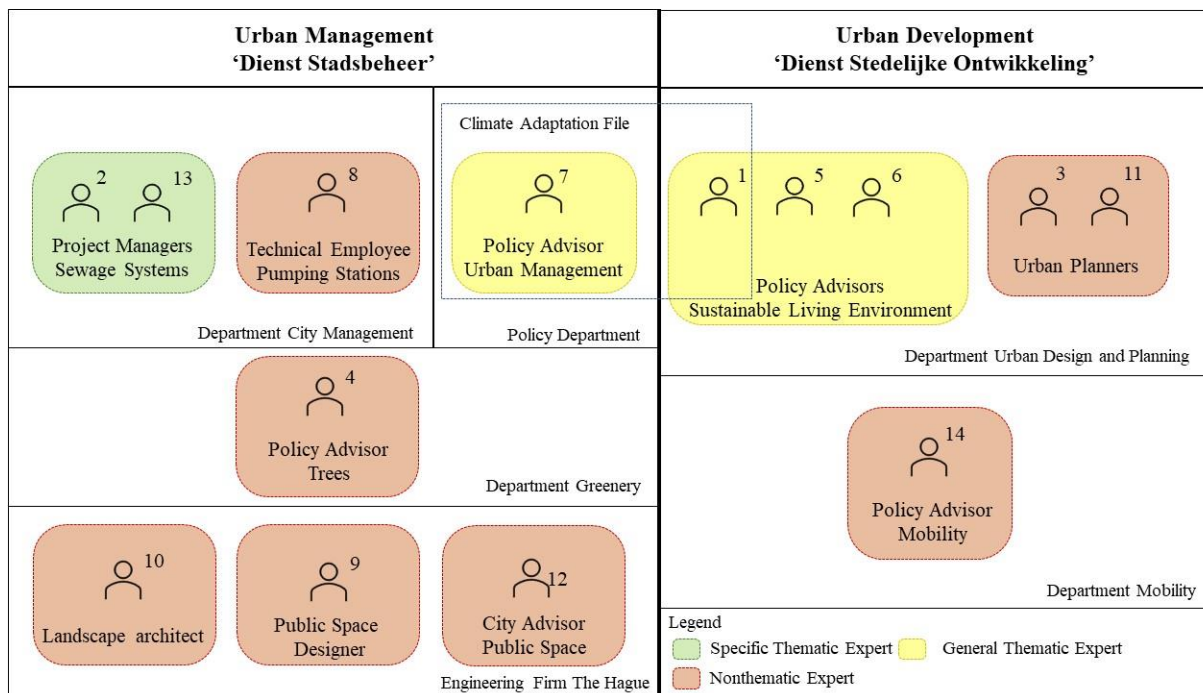 Urban Management
‘Dienst Stadsbeheer’
Urban Development
‘Dienst Stedelijke Ontwikkeling’
2
13
Project Managers
Sewage Systems
8
Technical Employee
Pumping Stations
Department City Management
Climate Adaptation File
7
Policy Advisor
Urban Management
Policy Department
1
5
6
Policy Advisors
Sustainable Living Environment
3
11
Urban Planners
Department Urban Design and Planning
4
Policy Advisor
Trees
Department Greenery
14
Policy Advisor
Mobility
Department Mobility
10
Landscape architect
9
Public Space
Designer
12
City Advisor
Public Space
Engineering Firm The Hague
Legend
Specific Thematic Expert
General Thematic Expert
Nonthematic Expert